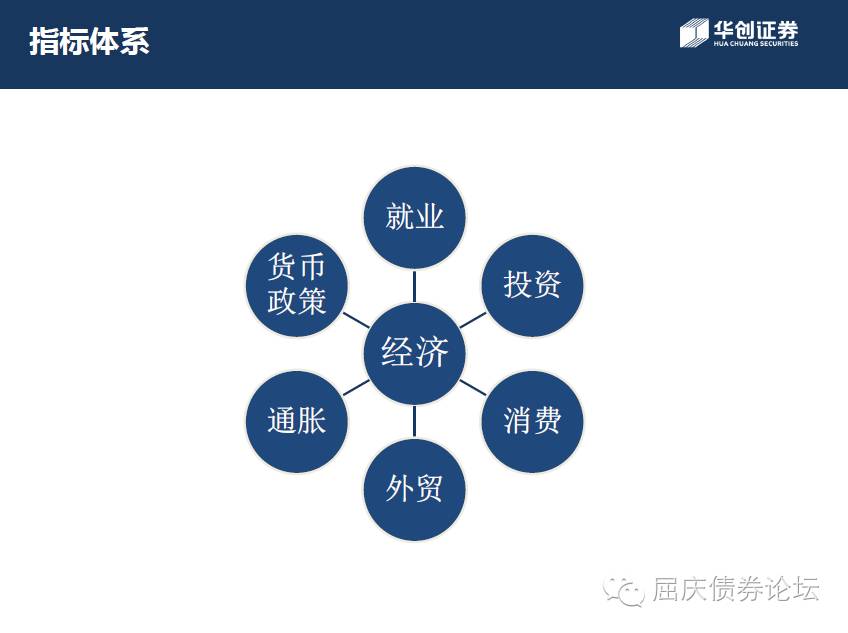 指标体系
华创证券
HUA CHUANG SECURITIES
就业
货币
政策
投资
经济
通胀
消费
外贸
屈庆债券论坛